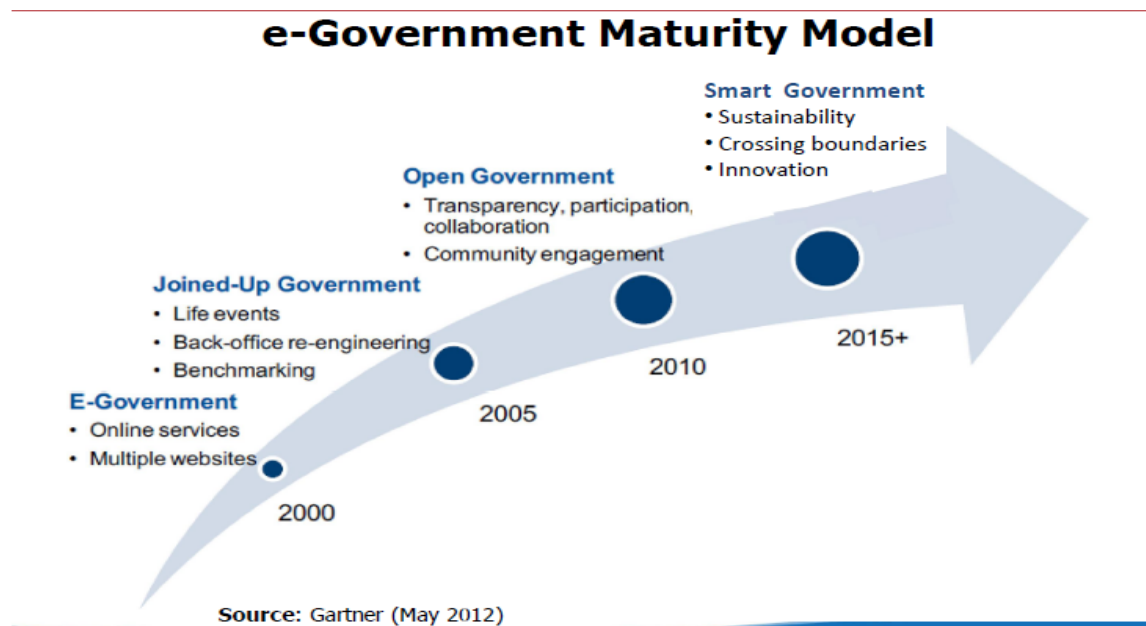 e-Government Maturity Model
Smart Government
• Sustainability
• Crossing boundaries
• Innovation
Open Government
• Transparency, participation,
collaboration
• Community engagement
Joined-Up Government
• Life events
• Back-office re-engineering
• Benchmarking
E-Government
• Online services
• Multiple websites
2015+
2010
2005
2000
Source: Gartner (May 2012)